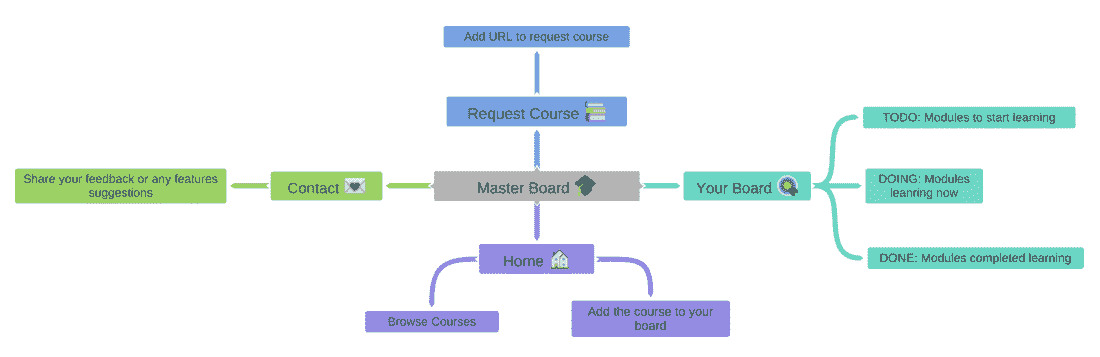 Add URL to request course
Request Course
TODO: Modules to start learning
Share your feedback or any features
suggestions
Contact
Master Board
Your Board
DOING: Modules
leanring now
Home
DONE: Modules completed learning
Browse Courses
Add the course to your
board